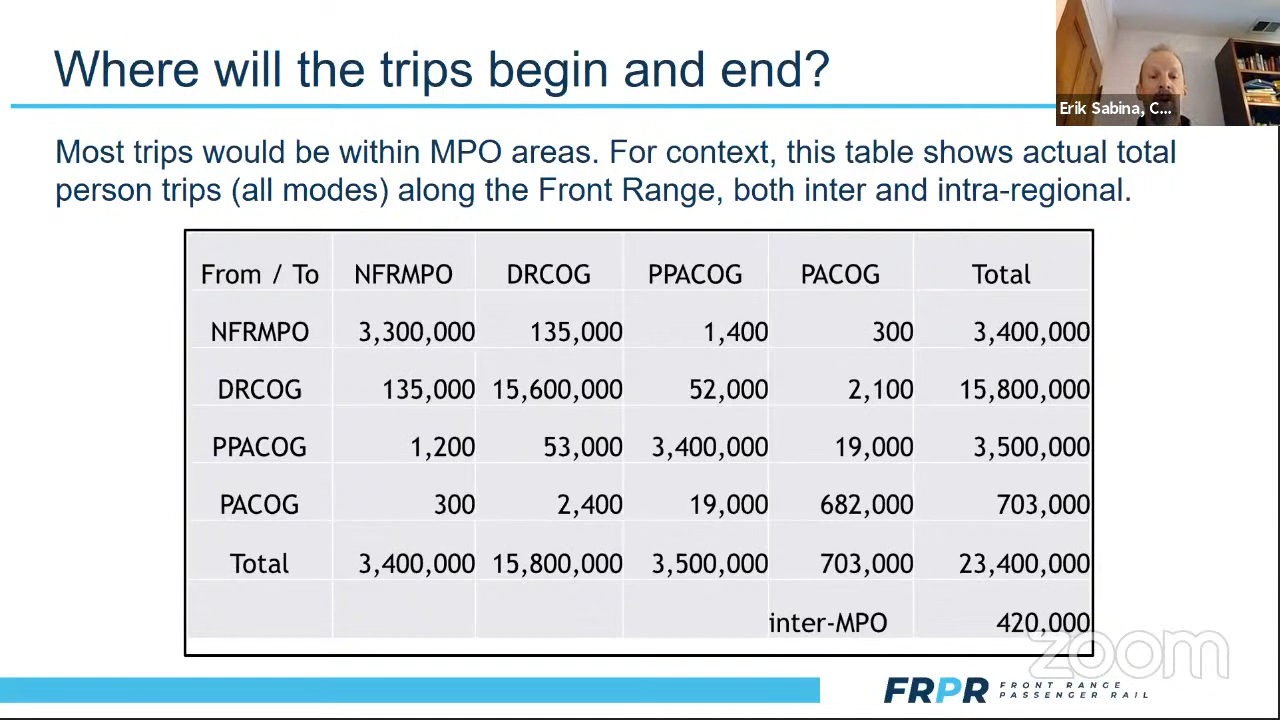 Where will the trips begin and end?
Erik Sabina, C...
Most trips would be within MPO areas. For context, this table shows actual total
person trips (all modes) along the Front Range, both inter and intra-regional.
From / To NFRMPO DRCOG PPACOG PACOG Total
NFRMPO 3,300,000 135,000 1,400 300 3,400,000
DRCOG 135,000 15,600,000 52,000 2,100 15,800,000
PPACOG 1,200 53,000 3,400,000 19,000 3,500,000
PACOG 300 2,400 19,000 682,000 703,000
Total 3,400,000 15,800,000 3,500,000 703,000 23,400,000
inter-MPO 420,000
zoom
FRPR FRONT RANGE
PASSENGER RAIL